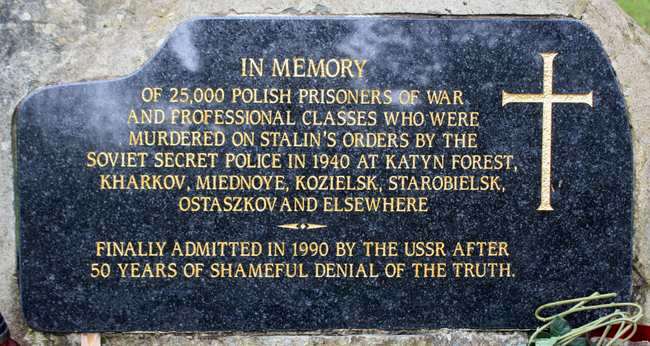 IN MEMORY
OF 25,000 POLISH PRISONERS OF WAR
AND PROFESSIONAL CLASSES WHO WERE
MURDERED ON STALIN'S ORDERS BY THE
SOVIET SECRET POLICE IN 1940 AT KATYN FOREST,
KHARKOV, MIEDNOYE, KOZIELSK, STAROBIELSK,
OSTASZKOV AND ELSEWHERE
FINALLY ADMITTED IN 1990 BY THE USSR AFTER
50 YEARS OF SHAMEFUL DENIAL OF THE TRUTH.